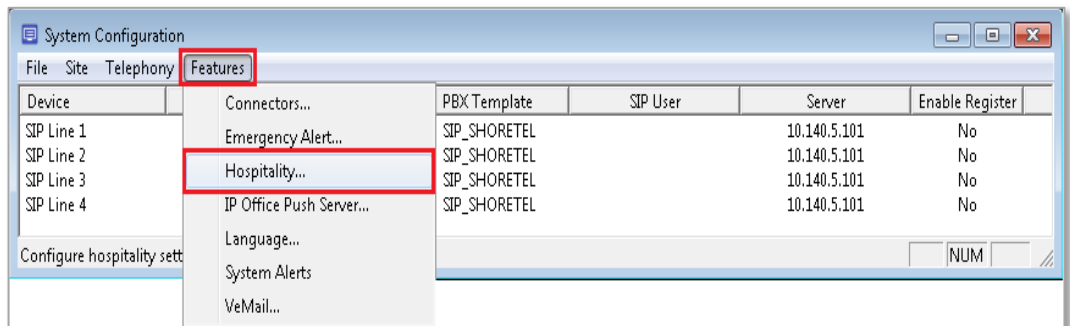 System Configuration
File Site Telephony Features
Device PBX Template SIP User Server Enable Register
SIP Line 1 SIP_SHORETEL 10.140.5.101 No
SIP Line 2 SIP_SHORETEL 10.140.5.101 No
SIP Line 3 SIP_SHORETEL 10.140.5.101 No
SIP Line 4 SIP_SHORETEL 10.140.5.101 No
Connectors...
Emergency Alert...
Hospitality...
IP Office Push Server...
Language...
System Alerts
VeMail...
Configure hospitality sett
NUM